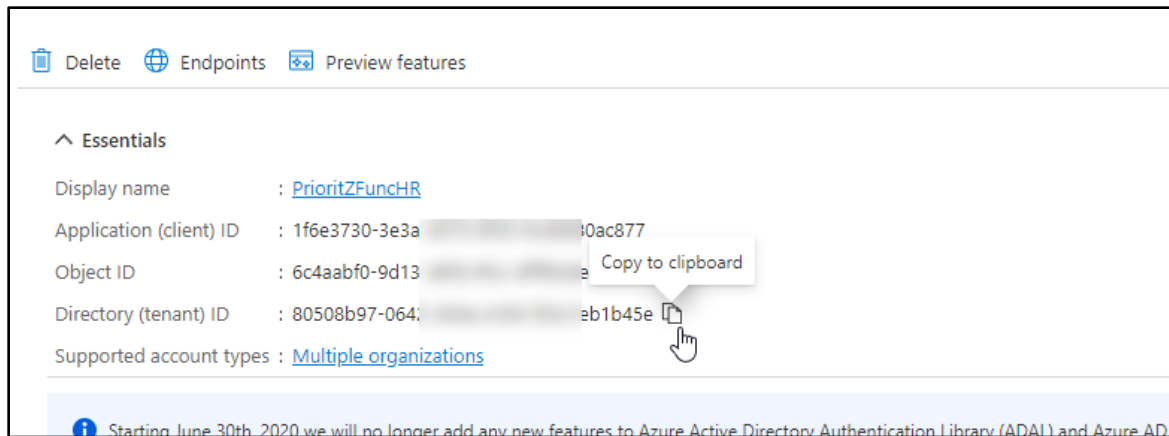 Delete Endpoints Preview features
Essentials
Display name : PrioritZFuncHR
Application (client) ID : 1f6e3730-3e3a 80ac877
Copy to clipboard
Object ID : 6c4aabf0-9d13
Directory (tenant) ID : 80508b97-064 eb1b45e
Supported account types : Multiple organizations
Starting June 30th, 2020 we will no longer add any new features to Azure Active Directory Authentication Library (ADAL) and Azure AD